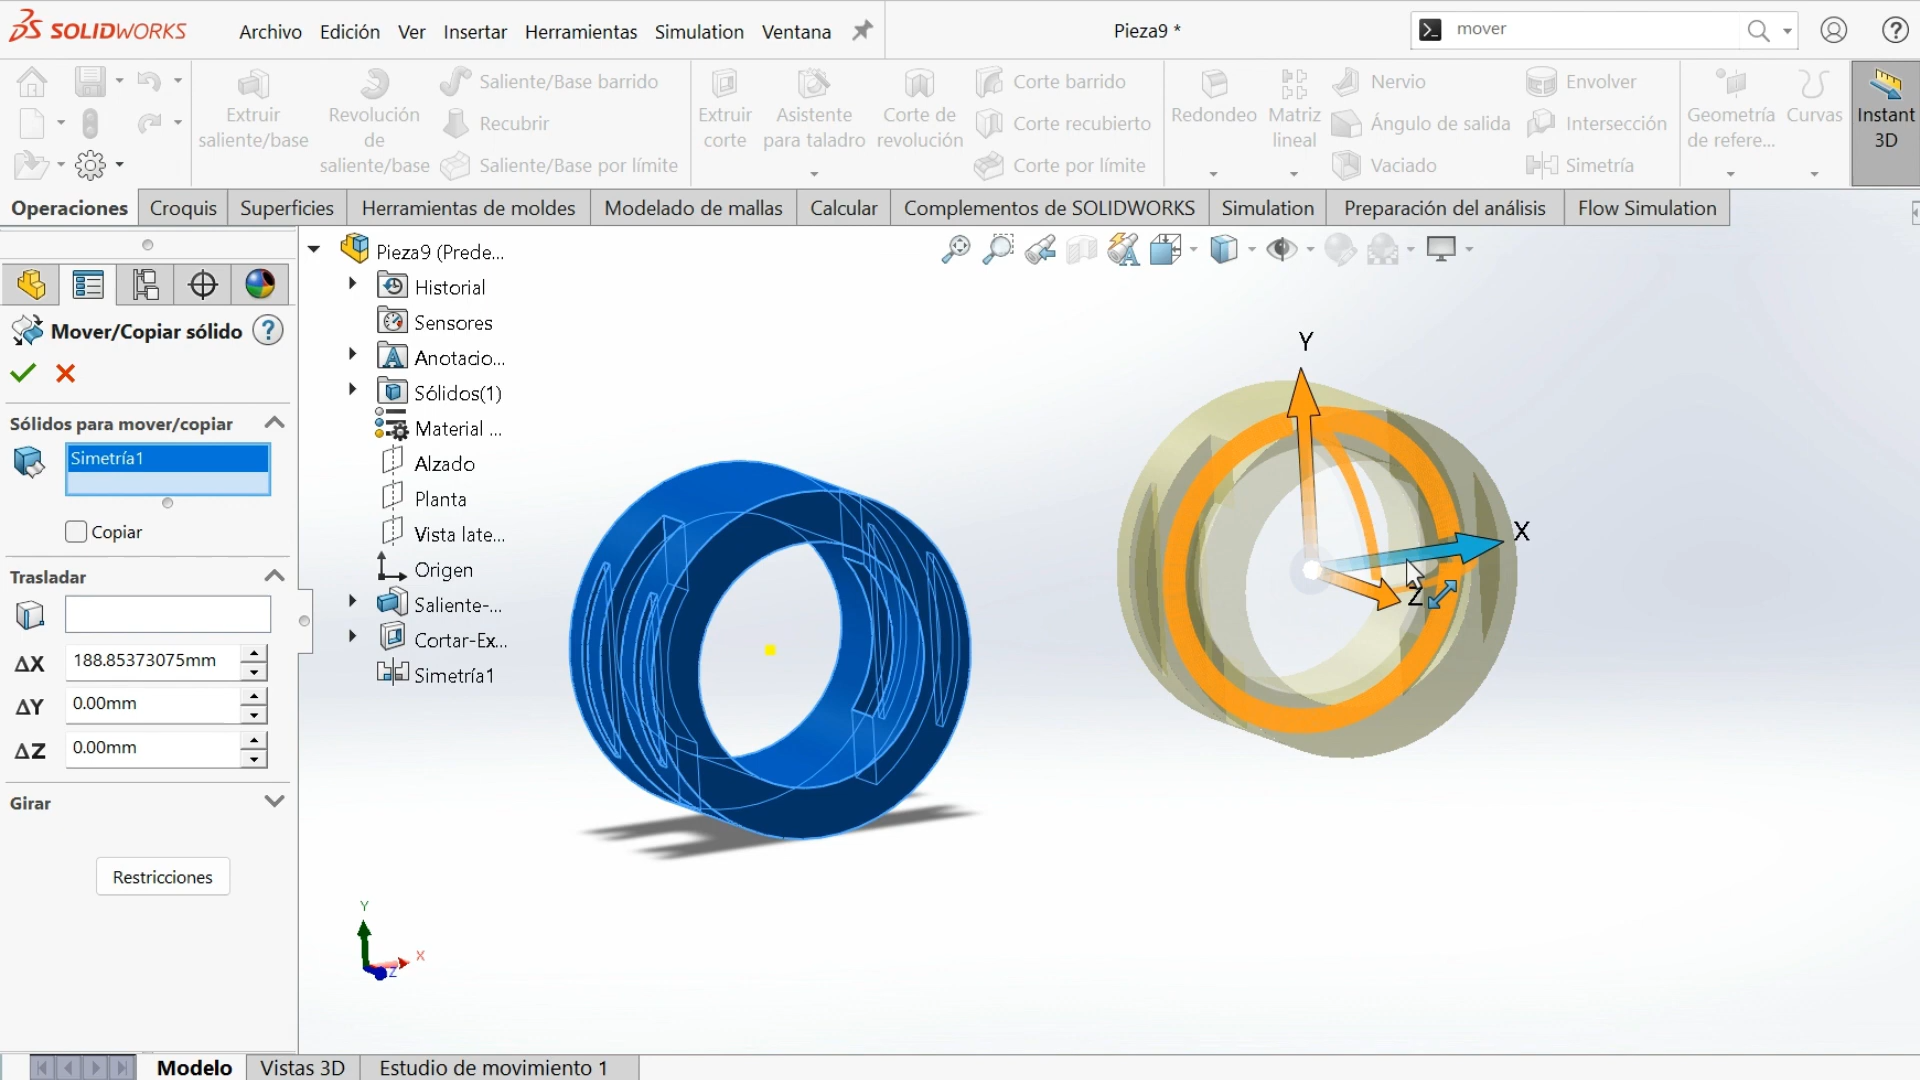 SOLIDWORKS
Archivo Edición Ver Insertar Herramientas Simulation Ventana
Pieza9 *
mover
?
Extruir saliente/base
Revolución de saliente/base
Saliente/Base barrido
Recubrir
Saliente/Base por límite
Extruir corte
Asistente para taladro
Corte de revolución
Corte barrido
Corte recubierto
Corte por límite
Redondeo
Matriz lineal
Nervio
Ángulo de salida
Vaciado
Envolver
Intersección
Simetría
Geometría de refere...
Curvas
Instant 3D
Operaciones Croquis Superficies Herramientas de moldes Modelado de mallas Calcular Complementos de SOLIDWORKS Simulation Preparación del análisis Flow Simulation
Mover/Copiar sólido ?
Sólidos para mover/copiar
Simetría1
Copiar
Trasladar
ΔX 188.85373075mm
ΔY 0.00mm
ΔZ 0.00mm
Girar
Restricciones
Pieza9 (Prede...
Historial
Sensores
Anotacio...
Sólidos(1)
Material ...
Alzado
Planta
Vista late...
Origen
Saliente-...
Cortar-Ex...
Simetría1
Y
X
Z
Y
X
Z
Modelo Vistas 3D Estudio de movimiento 1